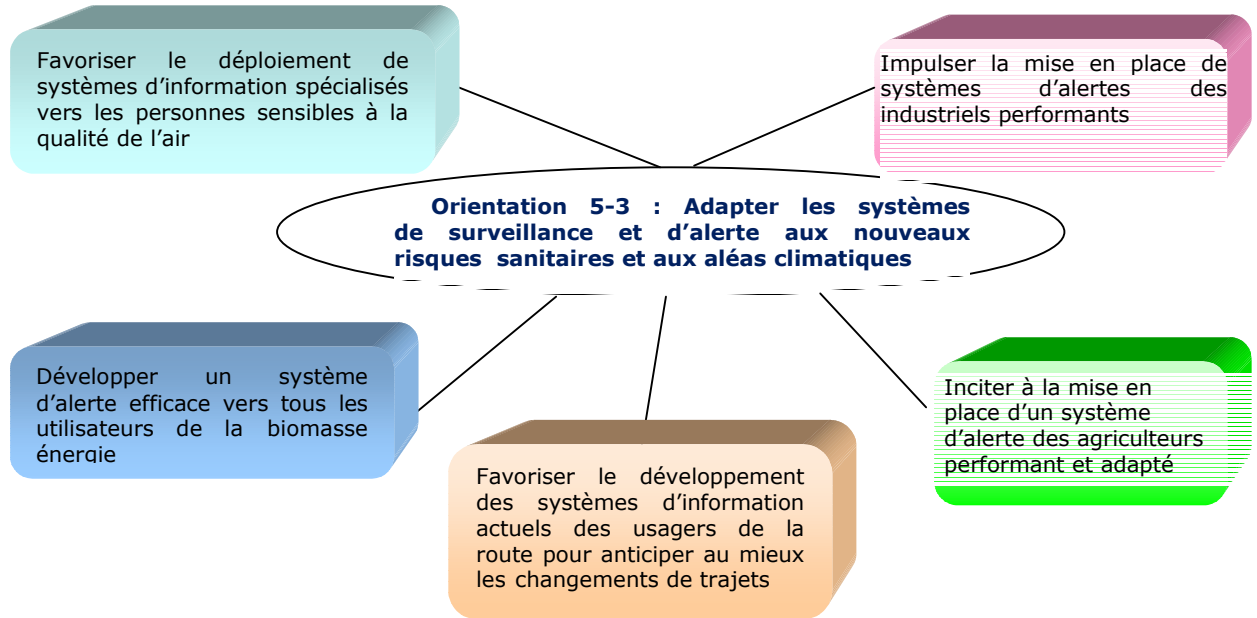 Favoriser le déploiement de
systèmes d'information spécialisés
vers les personnes sensibles à la
qualité de l'air
Impulser la mise en place de
systèmes d'alertes des
industriels performants
Orientation 5-3 : Adapter les systèmes
de surveillance et d'alerte aux nouveaux
risques sanitaires et aux aléas climatiques
Développer un système
d'alerte efficace vers tous les
utilisateurs de la biomasse
énergie
Favoriser le développement
des systèmes d'information
actuels des usagers de la
route pour anticiper au mieux
les changements de trajets
Inciter à la mise en
place d'un système
d'alerte des agriculteurs
performant et adapté